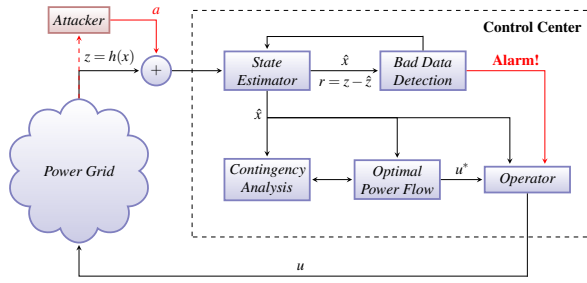 Attacker
a
Control Center
z = h(x)
+
State
Estimator
x̂
r = z − ẑ
Bad Data
Detection
Alarm!
x̂
Power Grid
Contingency
Analysis
Optimal
Power Flow
u*
Operator
u